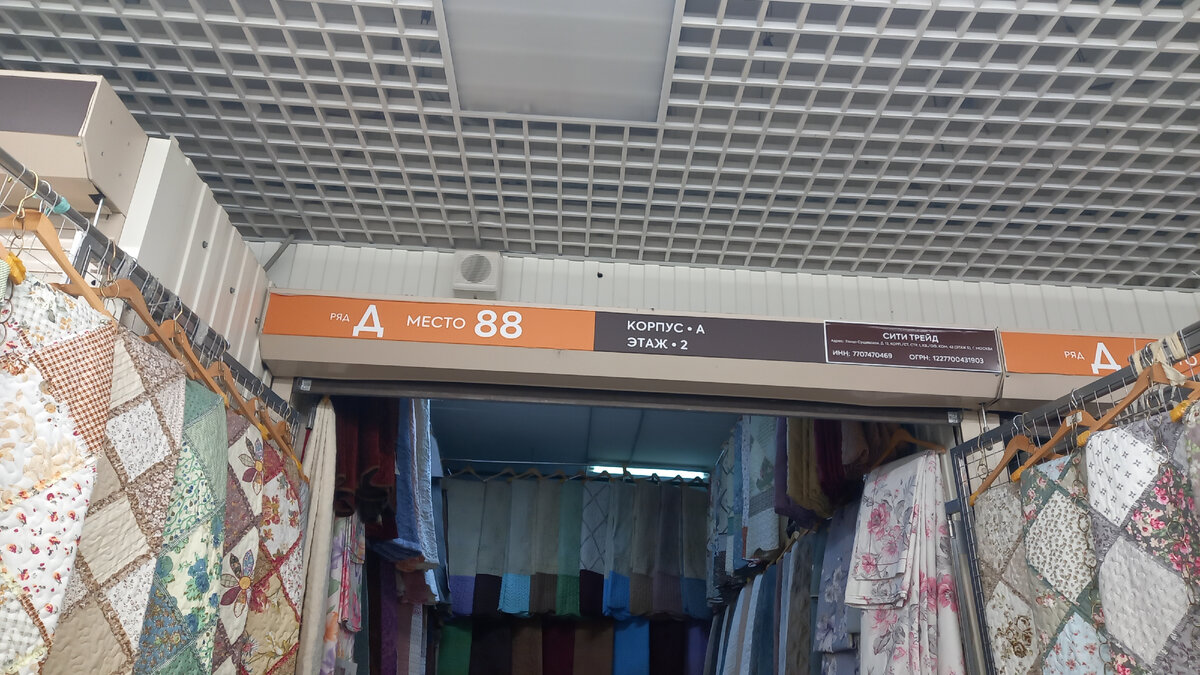 РЯД Д МЕСТО 88
КОРПУС • А
ЭТАЖ • 2
СИТИ ТРЕЙД
ИНН: 7707470469 ОГРН: 1227700431903
РЯД Д